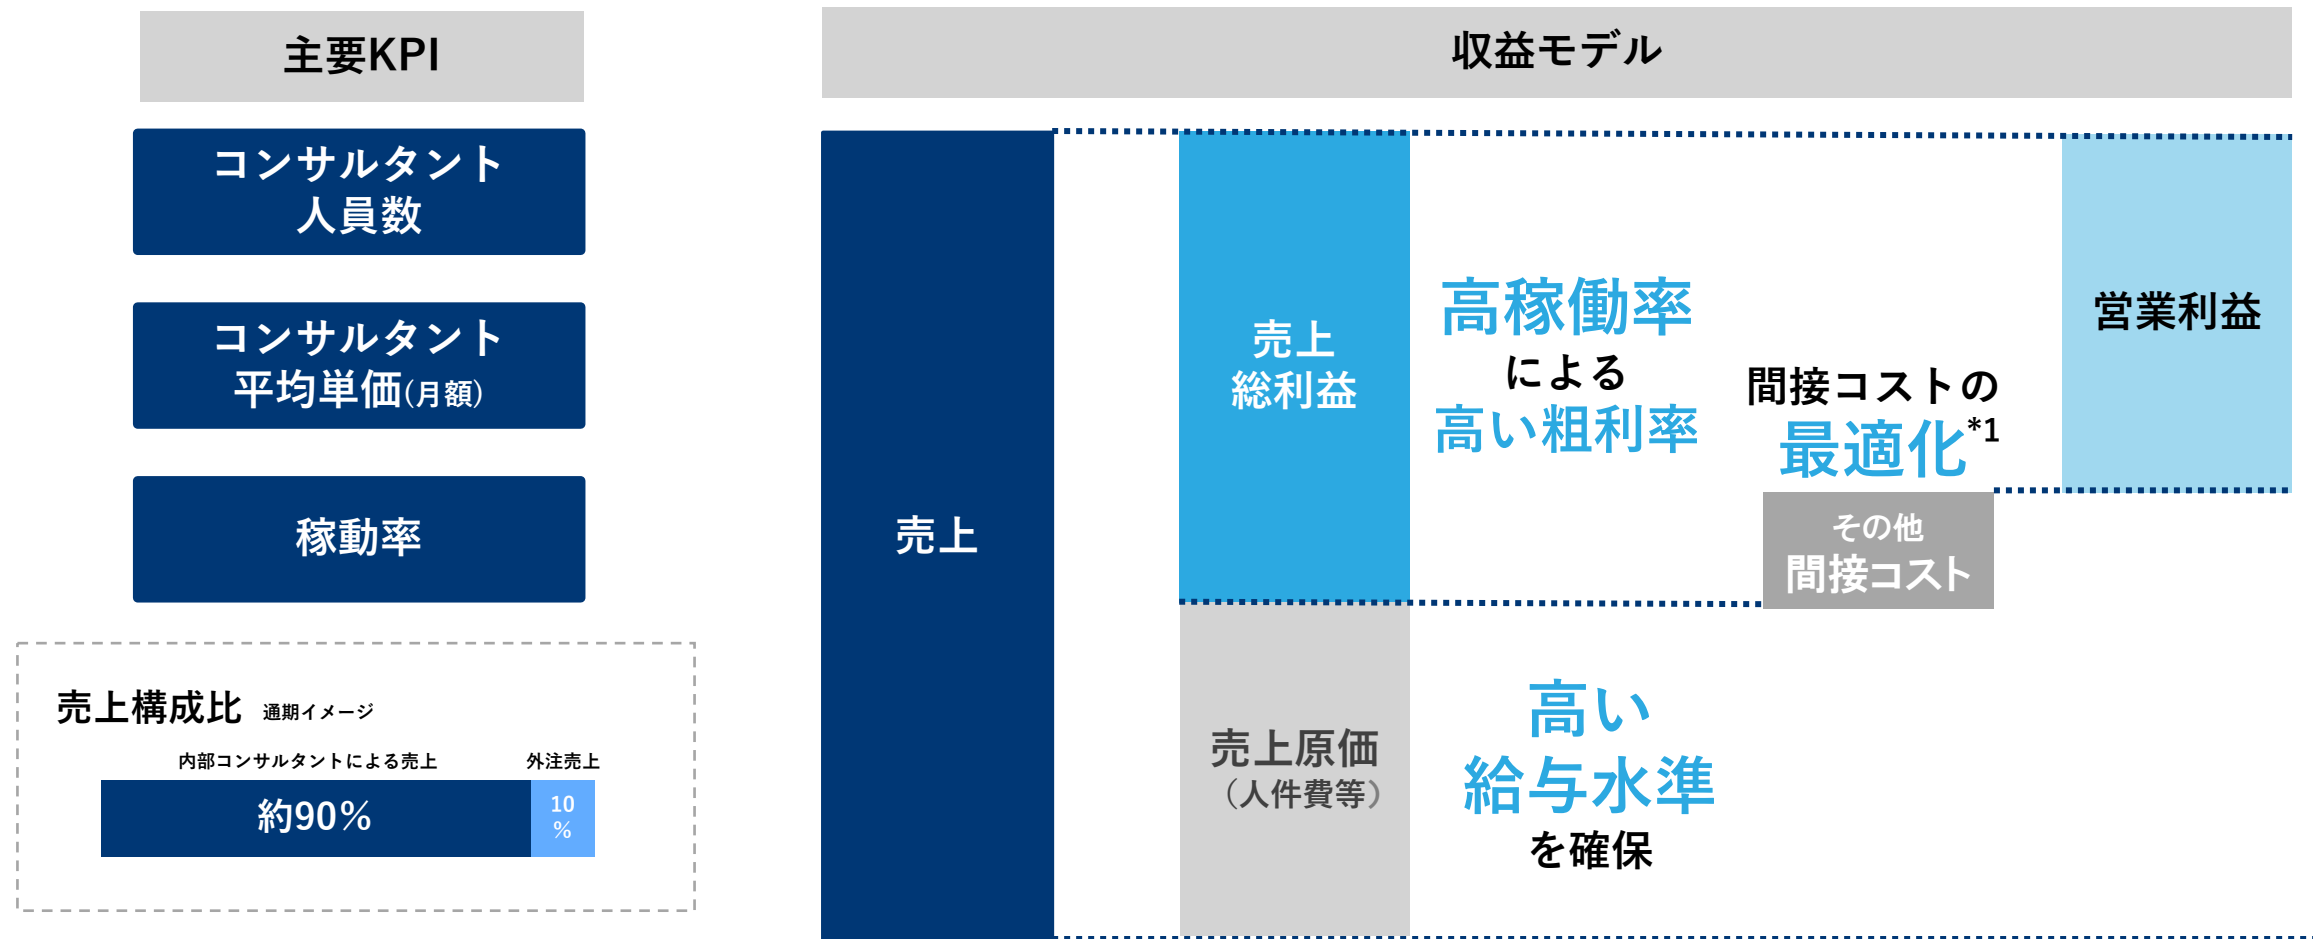 主要KPI
コンサルタント
人員数
コンサルタント
平均単価(月額)
稼動率
売上構成比 通期イメージ
内部コンサルタントによる売上 外注売上
約90%
10
%
収益モデル
売上
売上
総利益
売上原価
（人件費等）
高稼働率
による
高い粗利率
高い
給与水準
を確保
間接コストの
最適化*1
その他
間接コスト
営業利益